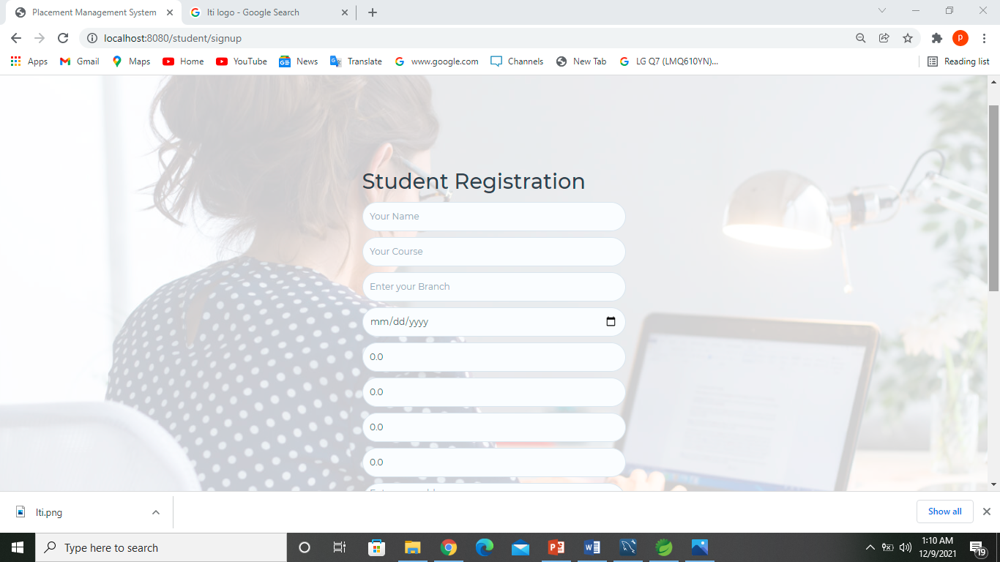 Placement Management System
lti logo - Google Search
localhost:8080/student/signup
P
Apps
Gmail
Maps
Home
YouTube
News
Translate
www.google.com
Channels
New Tab
LG Q7 (LMQ610YN)...
Reading list
Student Registration
Your Name
Your Course
Enter your Branch
mm/dd/yyyy
0.0
0.0
0.0
0.0
lti.png
Show all
Type here to search
1:10 AM
12/9/2021
19